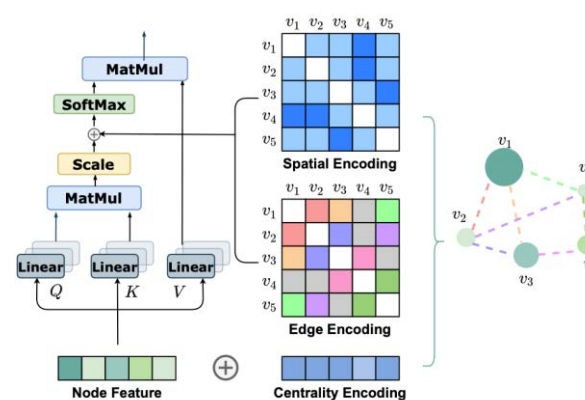 MatMul
SoftMax
Scale
MatMul
Linear Linear Linear
Q K V
Node Feature
v1 v2 v3 v4 v5
v1
v2
v3
v4
v5
Spatial Encoding
v1 v2 v3 v4 v5
v1
v2
v3
v4
v5
Edge Encoding
Centrality Encoding
v1
v2
v3
v